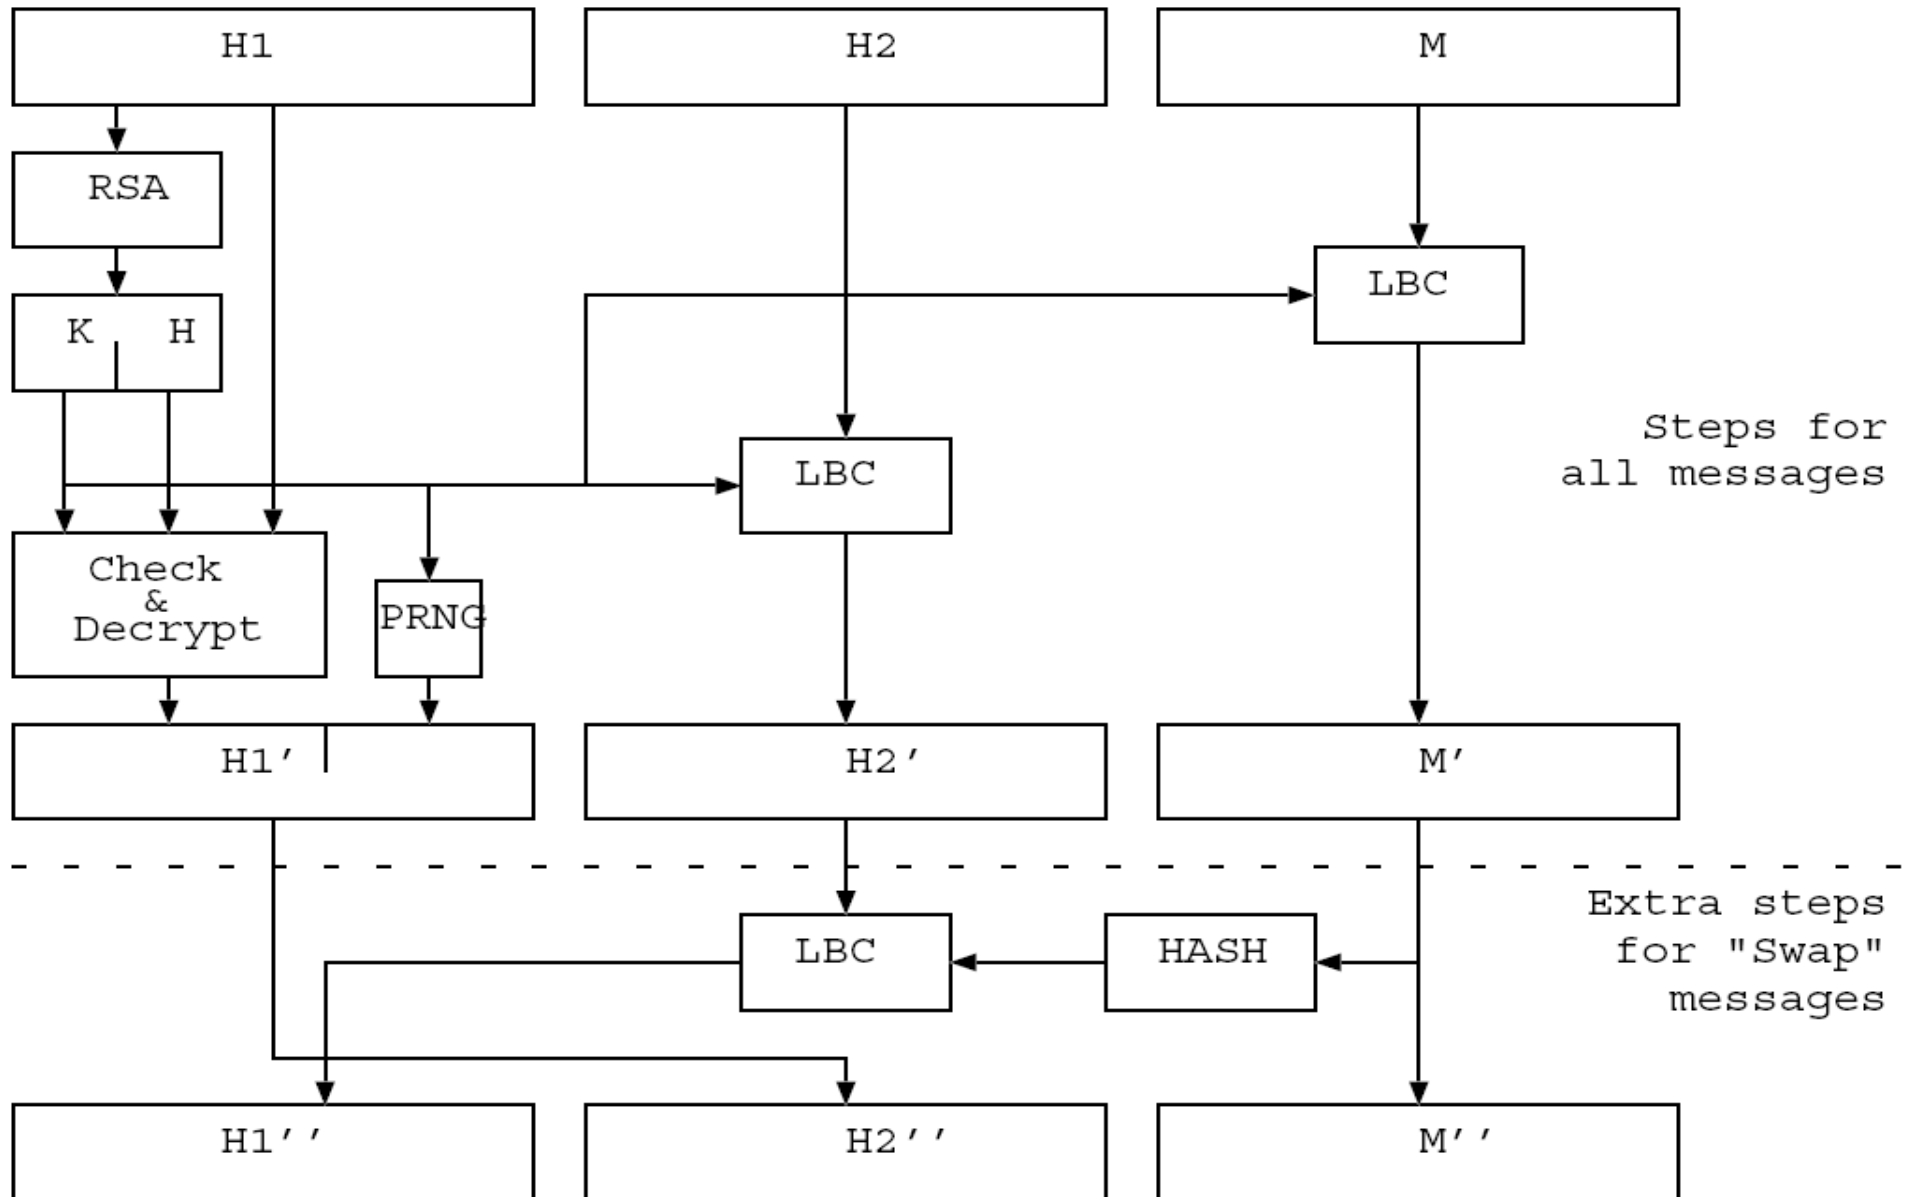 H1
H2
M
RSA
LBC
K H
Steps for
all messages
LBC
Check
&
Decrypt
PRNG
H1'
H2'
M'
Extra steps
for "Swap"
messages
LBC
HASH
H1''
H2''
M''